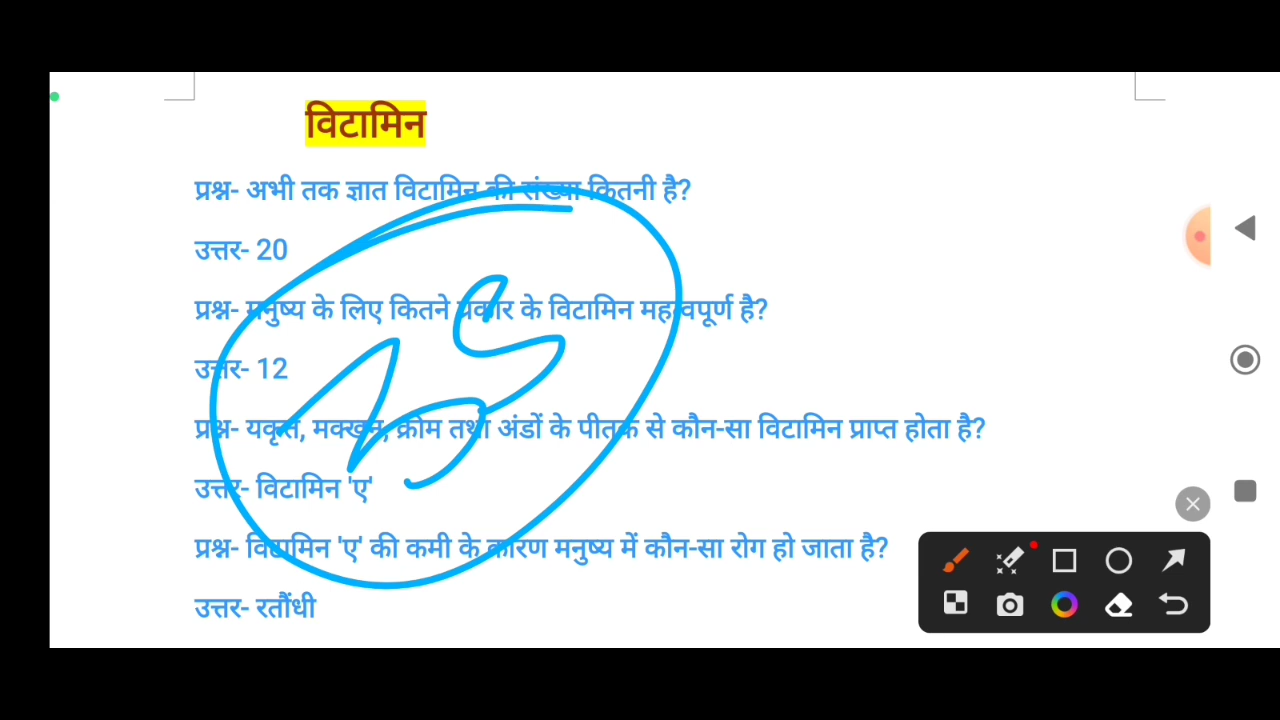 विटामिन
प्रश्न- अभी तक ज्ञात विटामिन की संख्या कितनी है?
उत्तर- 20
प्रश्न- मनुष्य के लिए कितने प्रकार के विटामिन महत्वपूर्ण है?
उत्तर- 12
प्रश्न- यकृत, मक्खन, क्रीम तथा अंडों के पीतक से कौन-सा विटामिन प्राप्त होता है?
उत्तर- विटामिन 'ए'
प्रश्न- विटामिन 'ए' की कमी के कारण मनुष्य में कौन-सा रोग हो जाता है?
उत्तर- रतौंधी